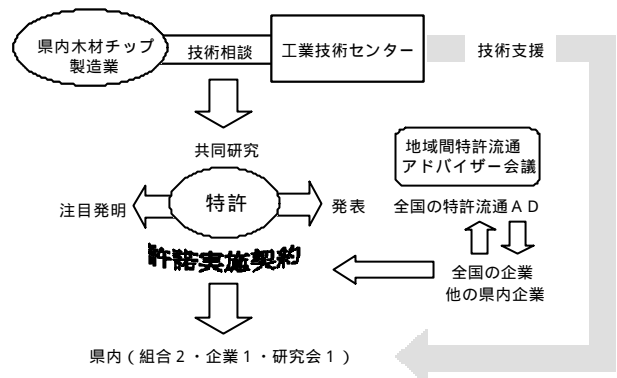 県内木材チップ
製造業
技術相談
工業技術センター
技術支援
共同研究
地域間特許流通
アドバイザー会議
注目発明
特許
発表
全国の特許流通AD
許諾実施契約
全国の企業
他の県内企業
県内(組合2・企業1・研究会1)